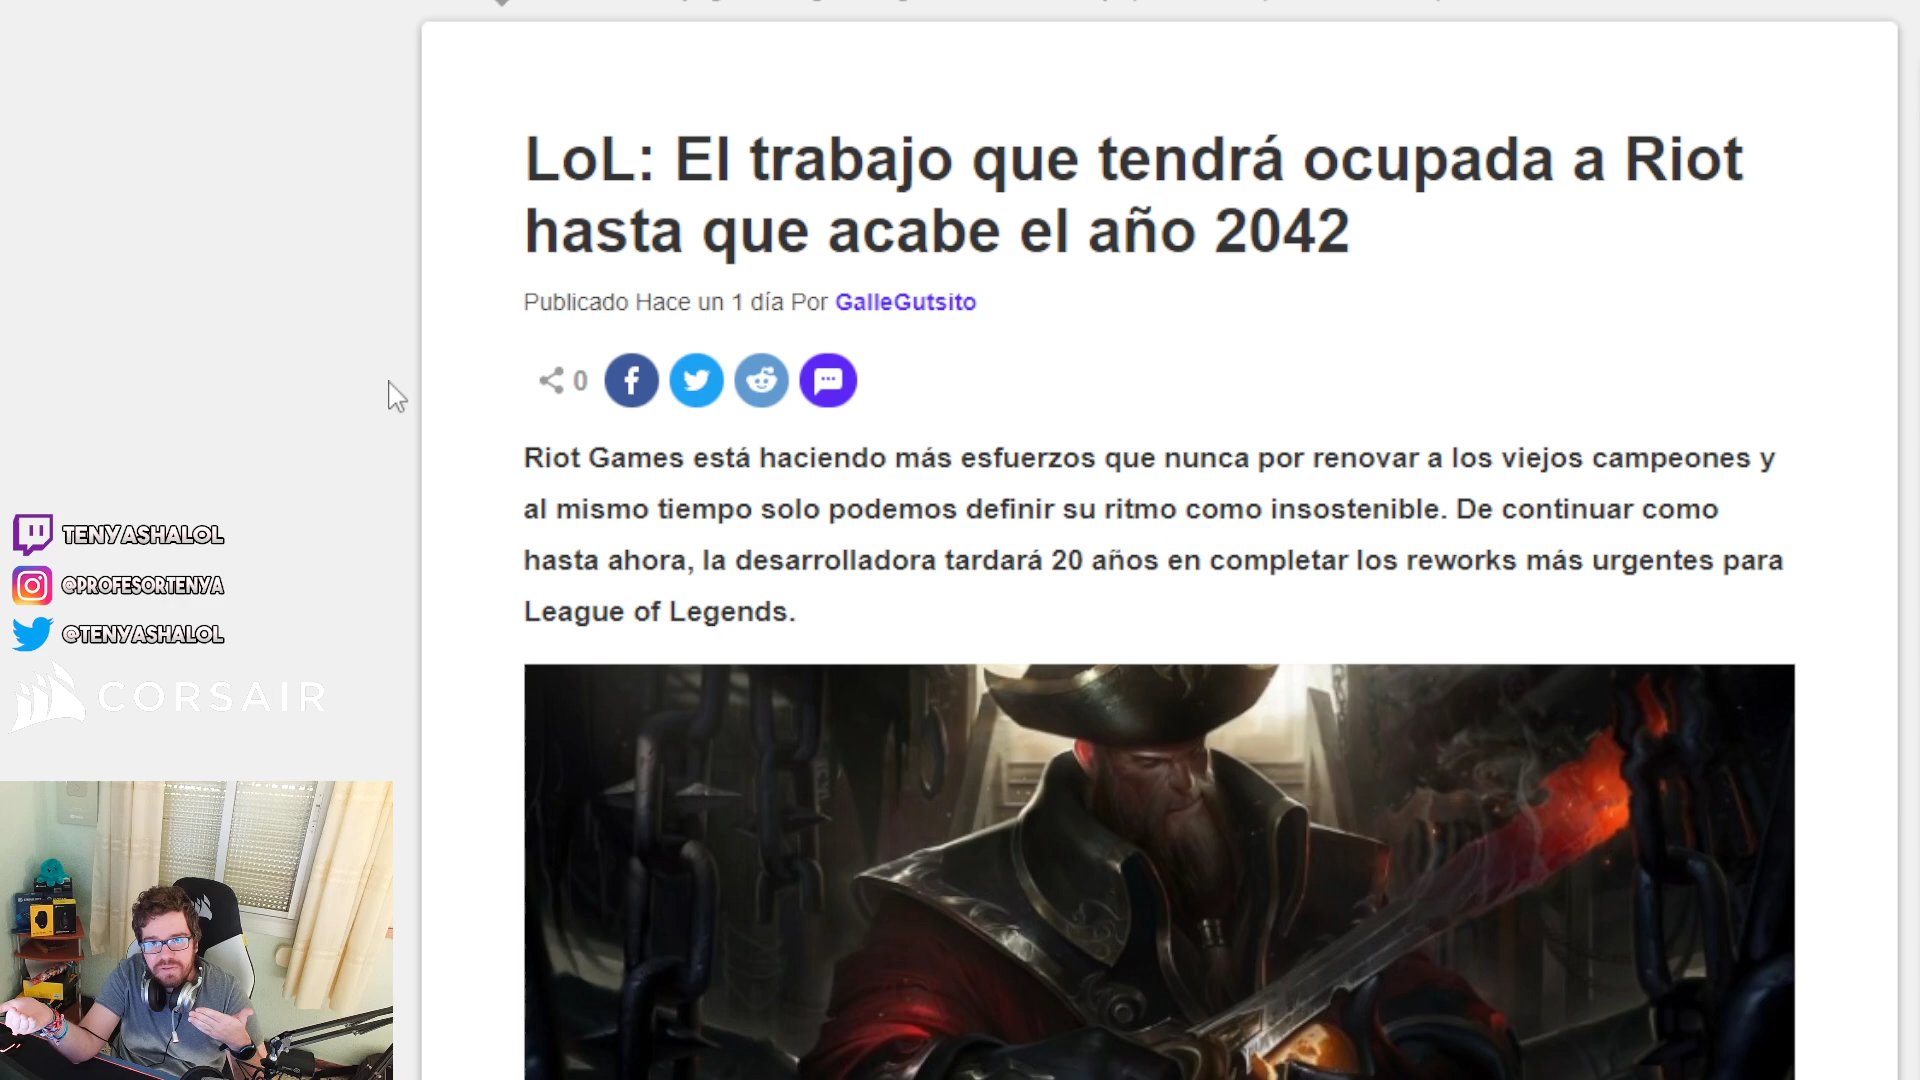 LoL: El trabajo que tendrá ocupada a Riot
hasta que acabe el año 2042
Publicado Hace un 1 día Por GalleGutsito
0
Riot Games está haciendo más esfuerzos que nunca por renovar a los viejos campeones y
al mismo tiempo solo podemos definir su ritmo como insostenible. De continuar como
hasta ahora, la desarrolladora tardará 20 años en completar los reworks más urgentes para
League of Legends.
TENYASHALOL
@PROFESORTENYA
@TENYASHALOL
CORSAIR